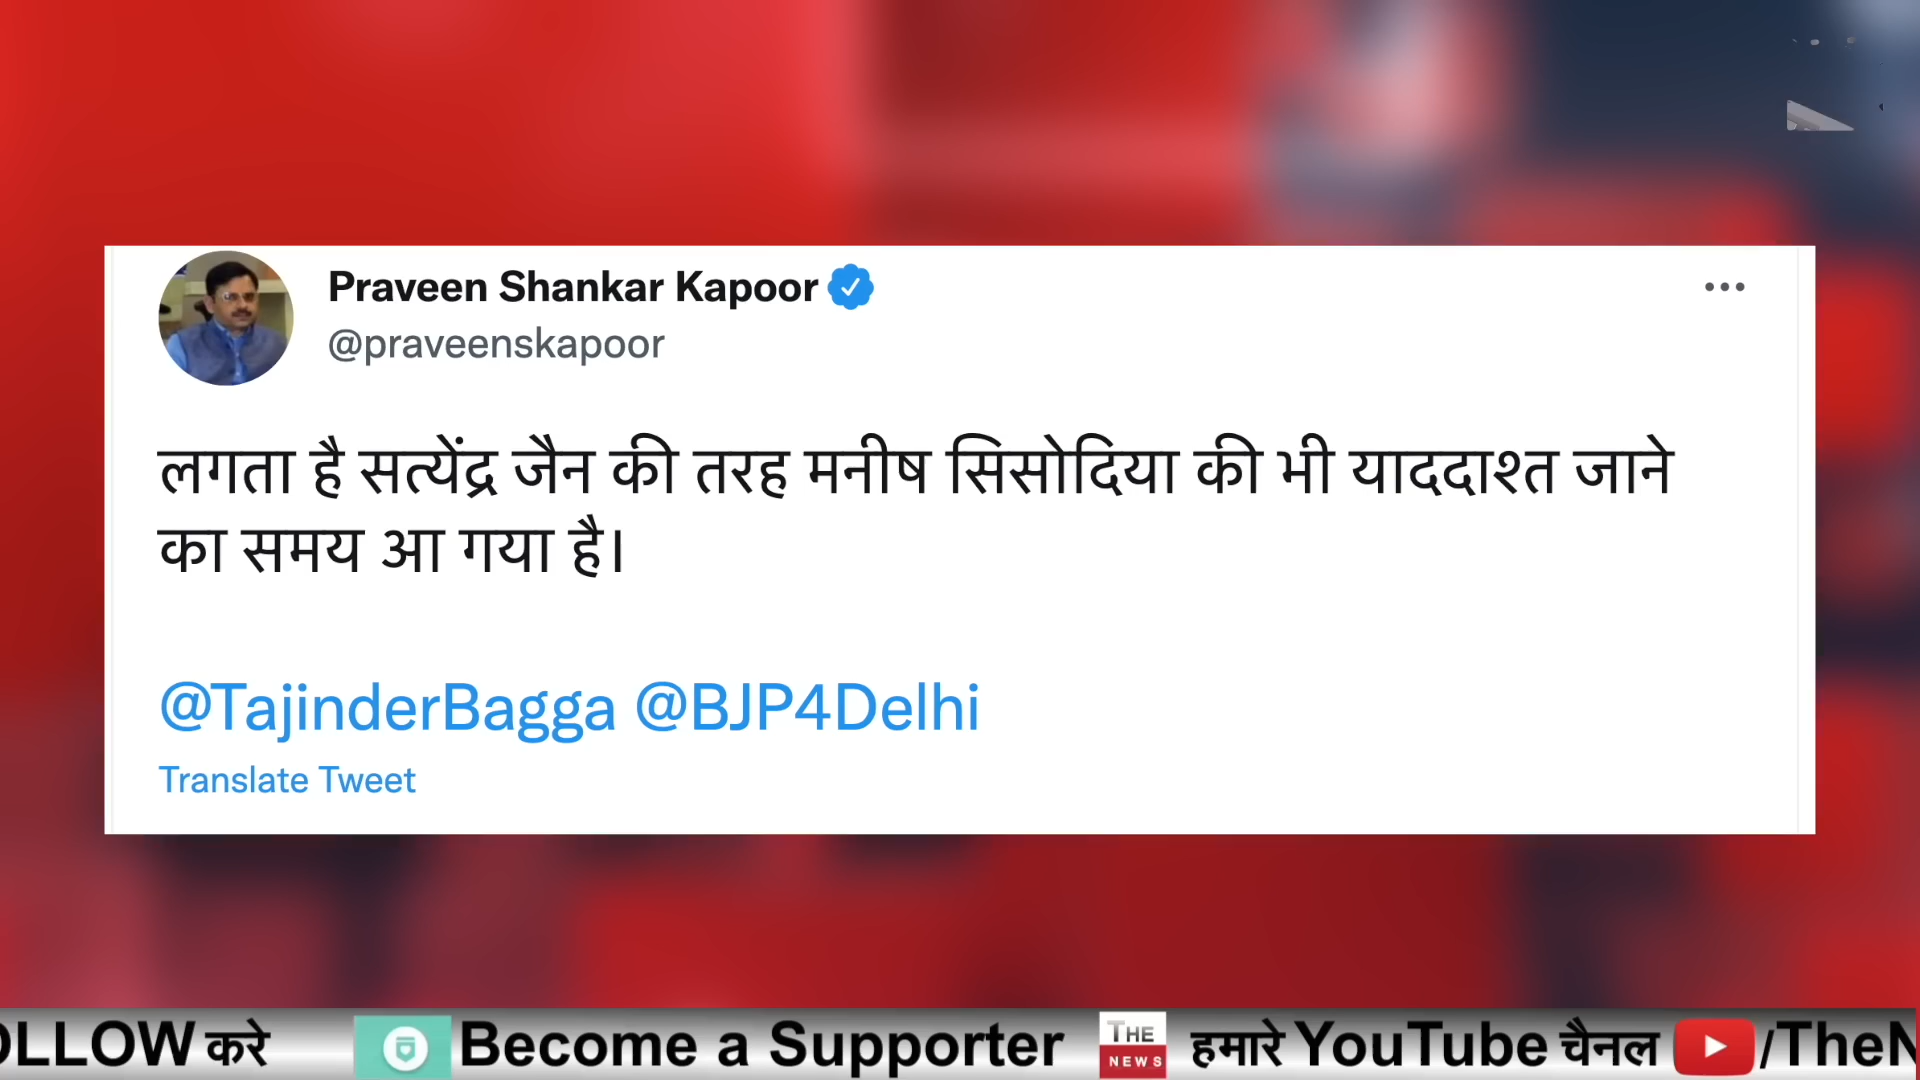 Praveen Shankar Kapoor
@praveenskapoor
लगता है सत्येंद्र जैन की तरह मनीष सिसोदिया की भी याददाश्त जाने
का समय आ गया है।
@TajinderBagga @BJP4Delhi
Translate Tweet
OLLOW करे Become a Supporter THE NEWS हमारे YouTube चैनल /TheN